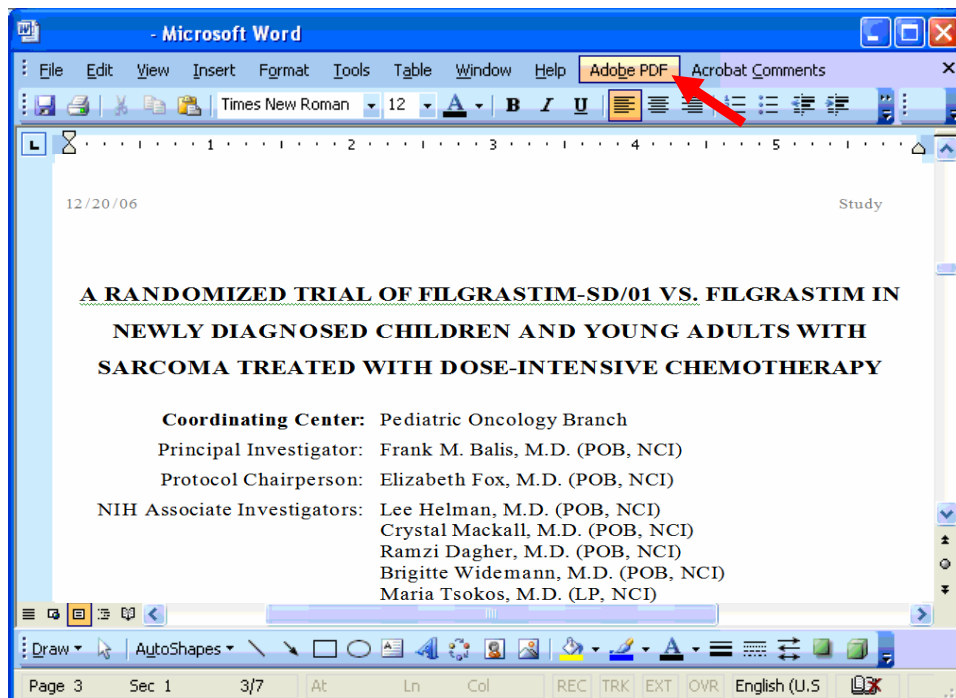 - Microsoft Word
File Edit View Insert Format Tools Table Window Help Adobe PDF Acrobat Comments
Times New Roman 12 A B I U
L 1 2 3 4 5
12/20/06 Study
A RANDOMIZED TRIAL OF FILGRASTIM-SD/01 VS. FILGRASTIM IN
NEWLY DIAGNOSED CHILDREN AND YOUNG ADULTS WITH
SARCOMA TREATED WITH DOSE-INTENSIVE CHEMOTHERAPY
Coordinating Center: Pediatric Oncology Branch
Principal Investigator: Frank M. Balis, M.D. (POB, NCI)
Protocol Chairperson: Elizabeth Fox, M.D. (POB, NCI)
NIH Associate Investigators: Lee Helman, M.D. (POB, NCI)
Crystal Mackall, M.D. (POB, NCI)
Ramzi Dagher, M.D. (POB, NCI)
Brigitte Widemann, M.D. (POB, NCI)
Maria Tsokos, M.D. (LP, NCI)
Draw AutoShapes A
Page 3 Sec 1 3/7 At Ln Col REC TRK EXT OVR English (U.S